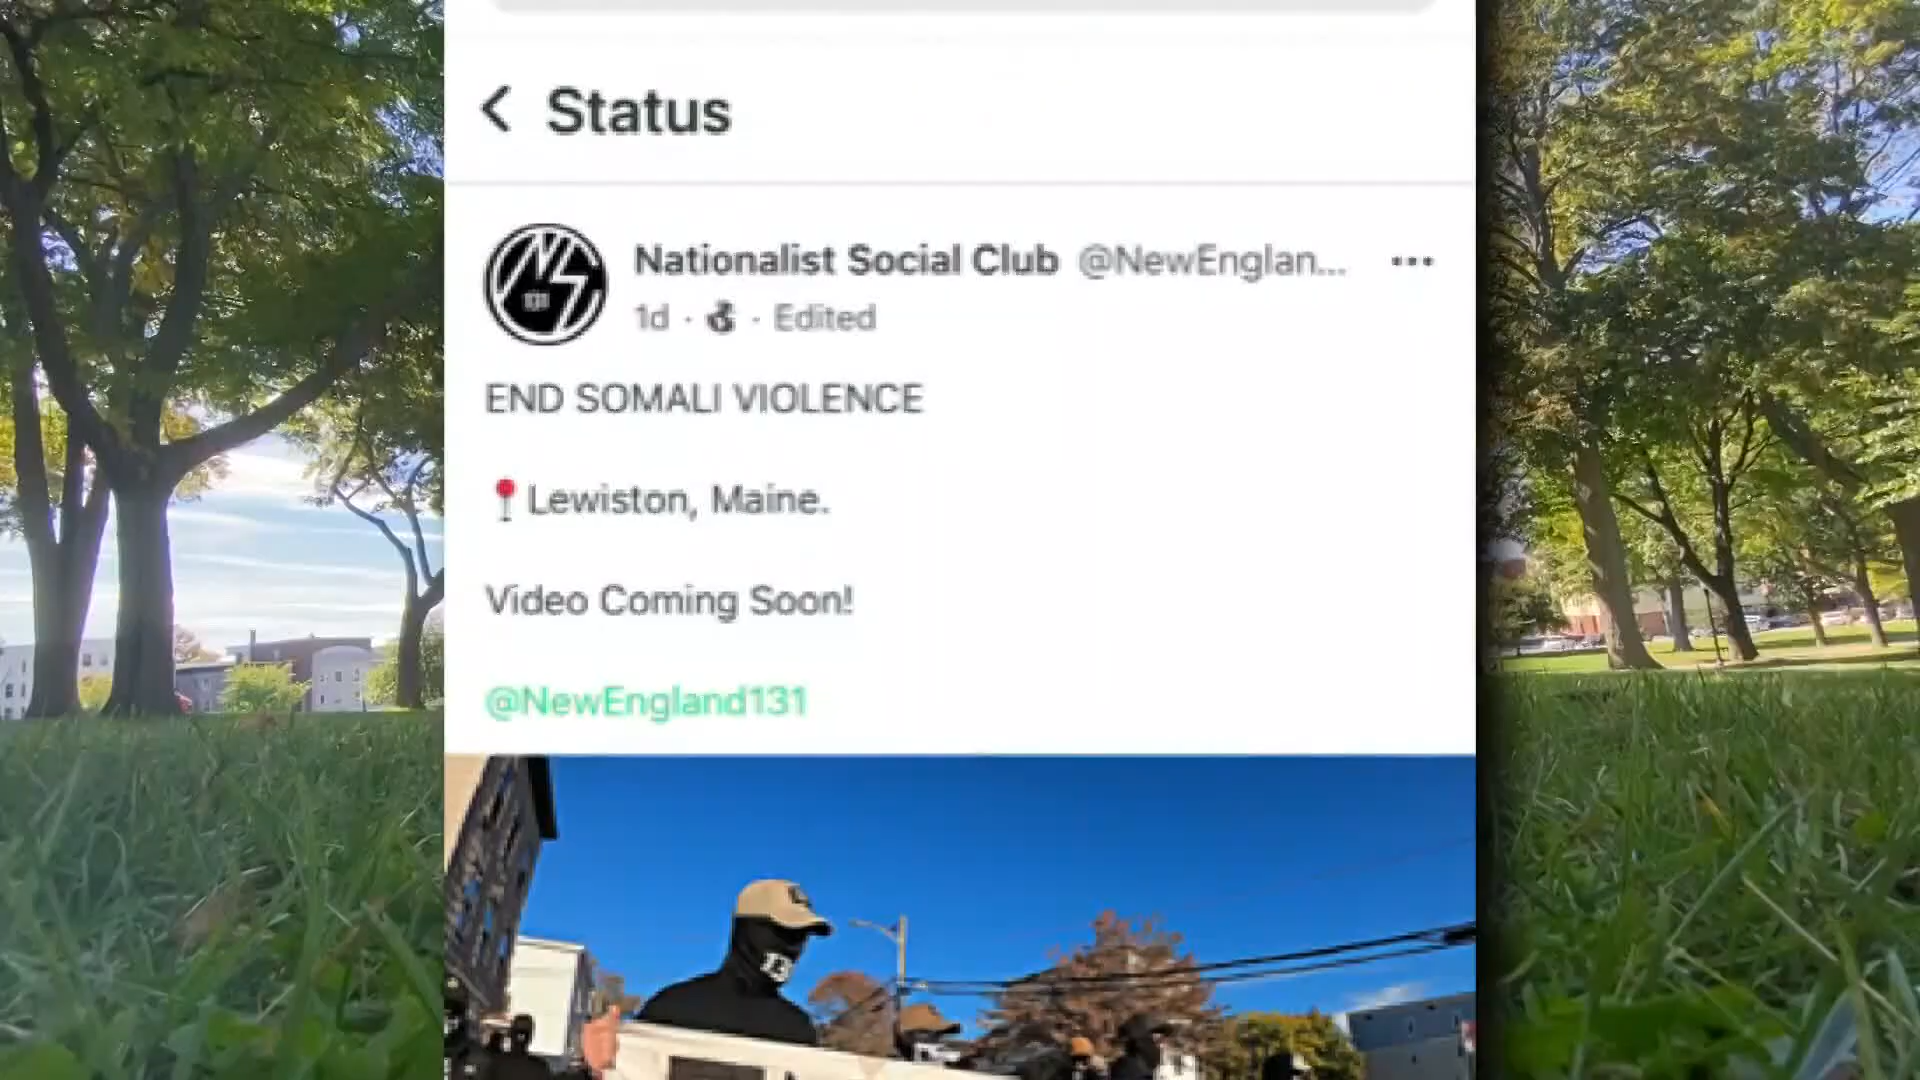 Status
Nationalist Social Club @NewEnglan...
1d · · Edited
END SOMALI VIOLENCE
Lewiston, Maine.
Video Coming Soon!
@NewEngland131